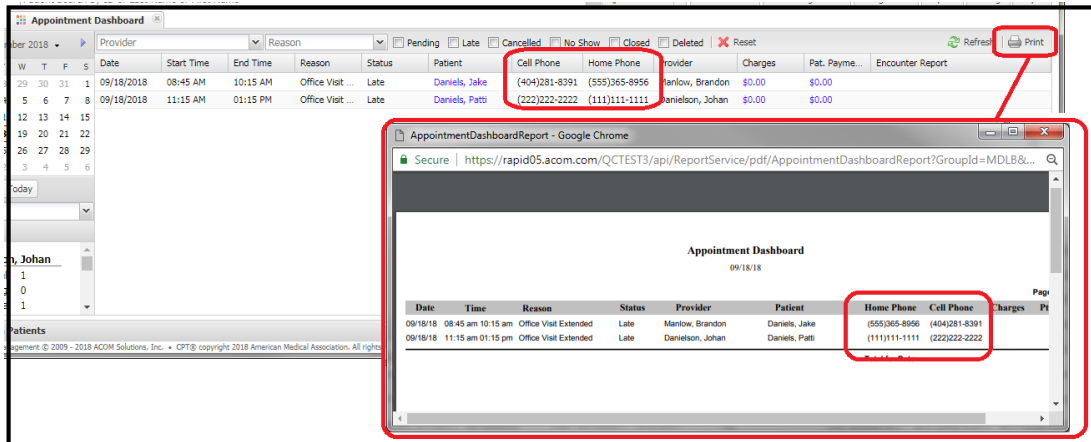 Appointment Dashboard
2018
Provider Reason Pending Late Cancelled No Show Closed Deleted Reset Refresh Print
W T F S Date Start Time End Time Reason Status Patient Cell Phone Home Phone Provider Charges Pat. Payme... Encounter Report
29 30 31 1 09/18/2018 08:45 AM 10:15 AM Office Visit ... Late Daniels, Jake (404)281-8391 (555)365-8956 Manlow, Brandon $0.00 $0.00
5 6 7 8 09/18/2018 11:15 AM 01:15 PM Office Visit ... Late Daniels, Patti (222)222-2222 (111)111-1111 Danielson, Johan $0.00 $0.00
12 13 14 15
19 20 21 22
26 27 28 29
3 4 5 6
Today
Johan
1
0
1
Patients
© 2009 - 2018 ACOM Solutions, Inc. • CPT® copyright 2018 American Medical Association. All
AppointmentDashboardReport - Google Chrome
Secure | https://rapid05.acom.com/QCTEST3/api/ReportService/pdf/AppointmentDashboardReport?GroupId=MDLB&...
Appointment Dashboard
09/18/18
Page
Date Time Reason Status Provider Patient Home Phone Cell Phone Charges
09/18/18 08:45 am 10:15 am Office Visit Extended Late Manlow, Brandon Daniels, Jake (555)365-8956 (404)281-8391
09/18/18 11:15 am 01:15 pm Office Visit Extended Late Danielson, Johan Daniels, Patti (111)111-1111 (222)222-2222